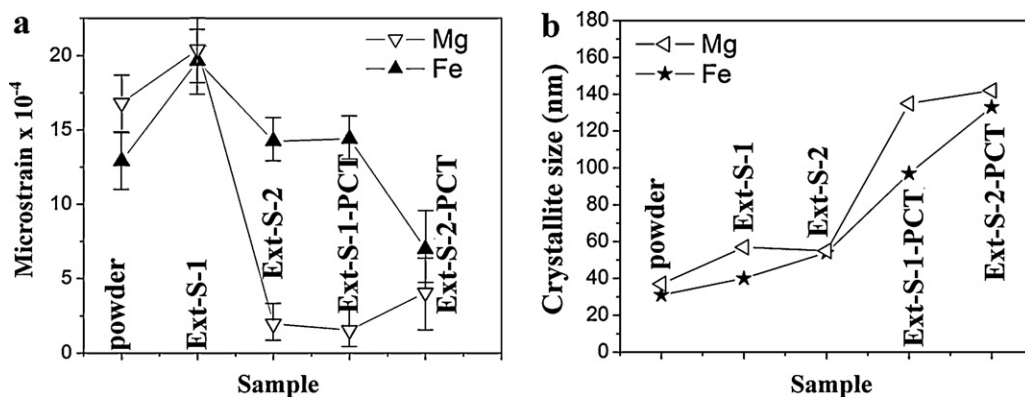 a
Microstrain x 10⁻⁴
20
15
10
5
0
Mg
Fe
powder
Ext-S-1
Ext-S-2
Ext-S-1-PCT
Ext-S-2-PCT
Sample
b
Crystallite size (nm)
180
160
140
120
100
80
60
40
20
0
Mg
Fe
powder
Ext-S-1
Ext-S-2
Ext-S-1-PCT
Ext-S-2-PCT
Sample